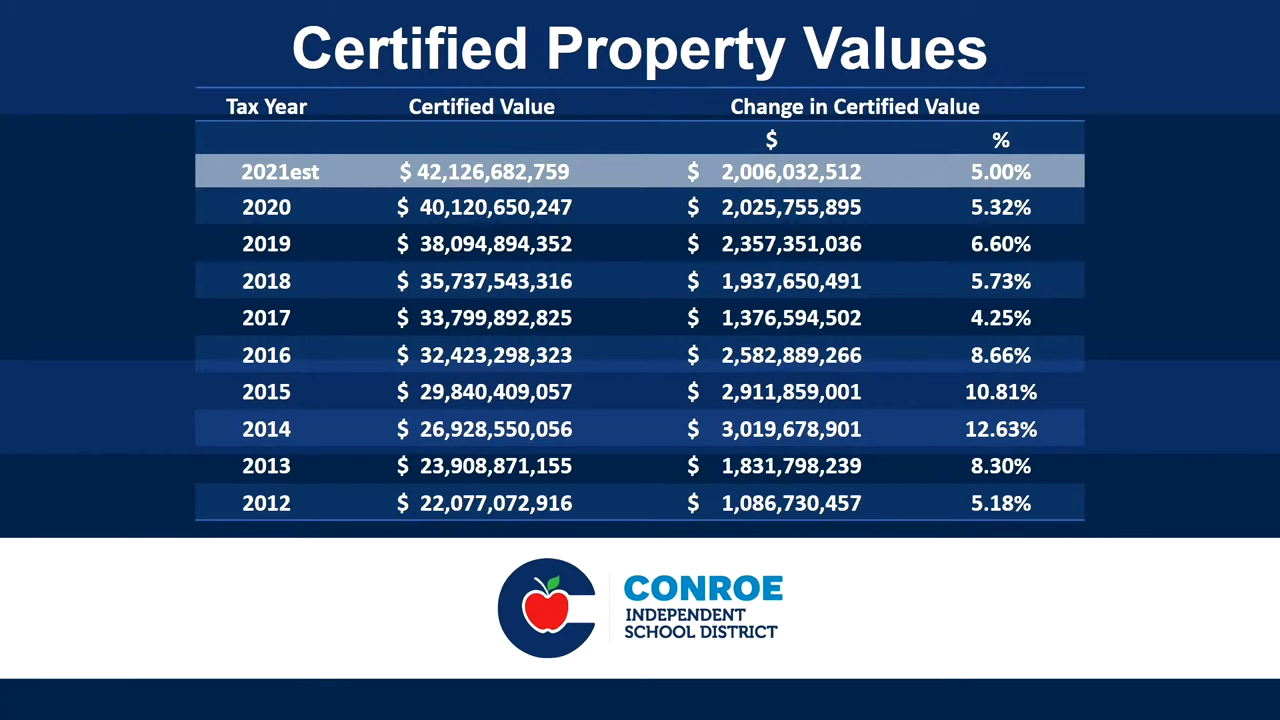 Certified Property Values
Tax Year Certified Value Change in Certified Value
$ %
2021est $ 42,126,682,759 $ 2,006,032,512 5.00%
2020 $ 40,120,650,247 $ 2,025,755,895 5.32%
2019 $ 38,094,894,352 $ 2,357,351,036 6.60%
2018 $ 35,737,543,316 $ 1,937,650,491 5.73%
2017 $ 33,799,892,825 $ 1,376,594,502 4.25%
2016 $ 32,423,298,323 $ 2,582,889,266 8.66%
2015 $ 29,840,409,057 $ 2,911,859,001 10.81%
2014 $ 26,928,550,056 $ 3,019,678,901 12.63%
2013 $ 23,908,871,155 $ 1,831,798,239 8.30%
2012 $ 22,077,072,916 $ 1,086,730,457 5.18%
CONROE
INDEPENDENT
SCHOOL DISTRICT